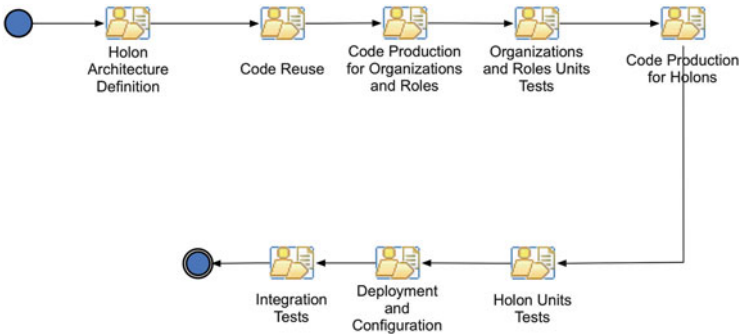 Holon
Architecture
Definition
Code Reuse
Code Production
for Organizations
and Roles
Organizations
and Roles Units
Tests
Code Production
for Holons
Integration
Tests
Deployment
and
Configuration
Holon Units
Tests